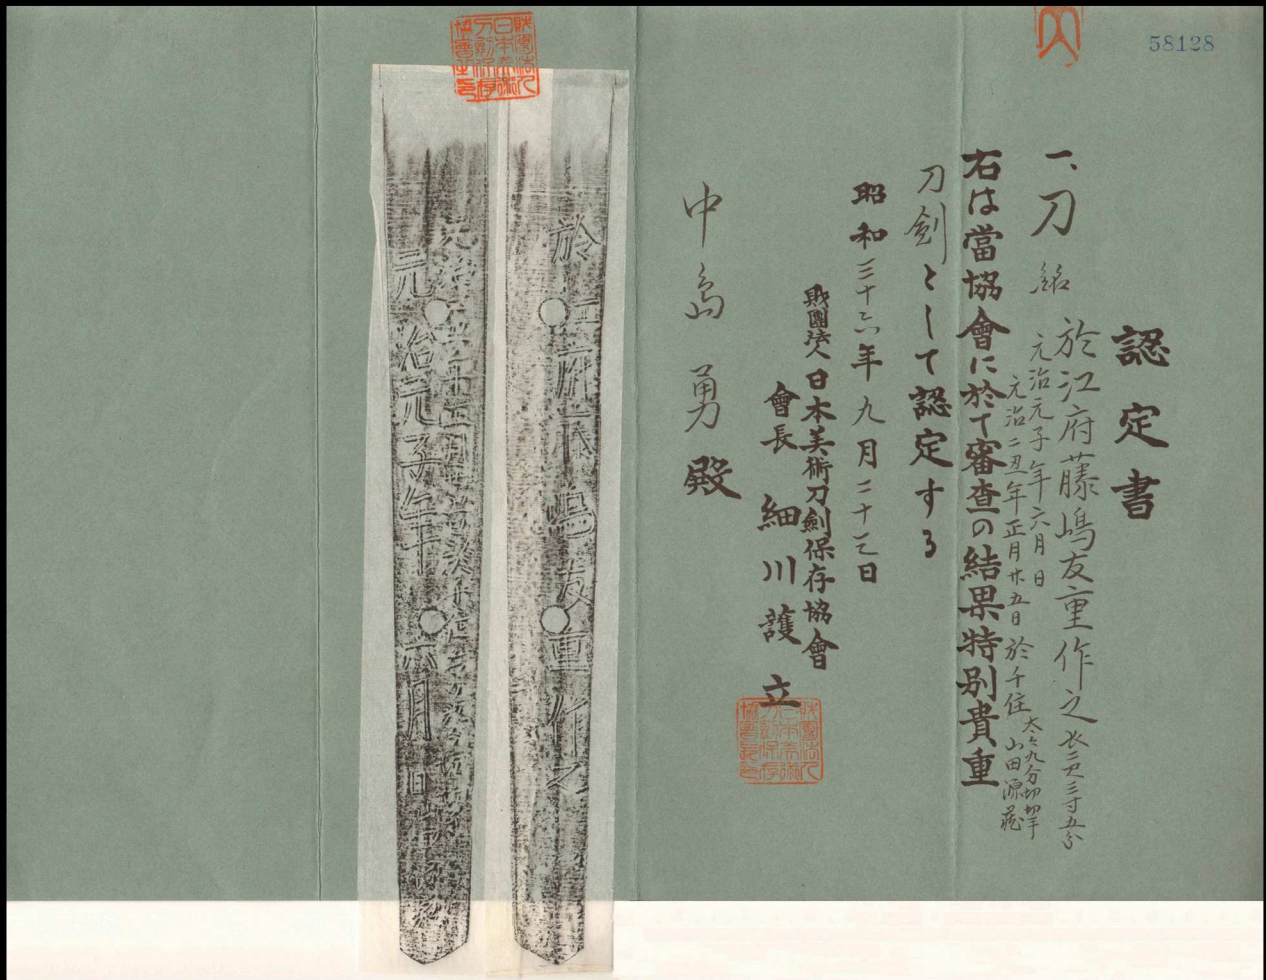 58128
認定書
一、刀 銘 於江府藤嶋友重作之 長二尺三寸五分
元治元子年六月日
元治二丑年正月廿五日於千住太々九分切切手山田源蔵
右は當協會に於て審査の結果特別貴重
刀剣として認定する
昭和三十六年九月二十三日
財團法人日本美術刀劍保存協會
會長 細川護立
中島勇殿
於江府藤嶋友重作之
元治元子年六月日